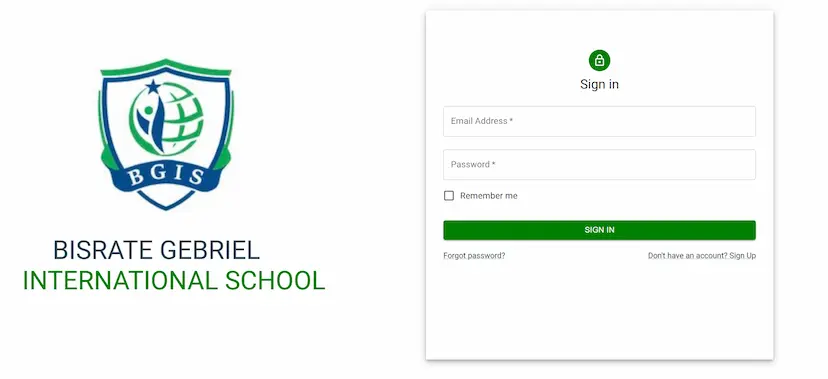 BGIS
BISRATE GEBRIEL
INTERNATIONAL SCHOOL
Sign in
Email Address *
Password *
Remember me
SIGN IN
Forgot password?
Don't have an account? Sign Up